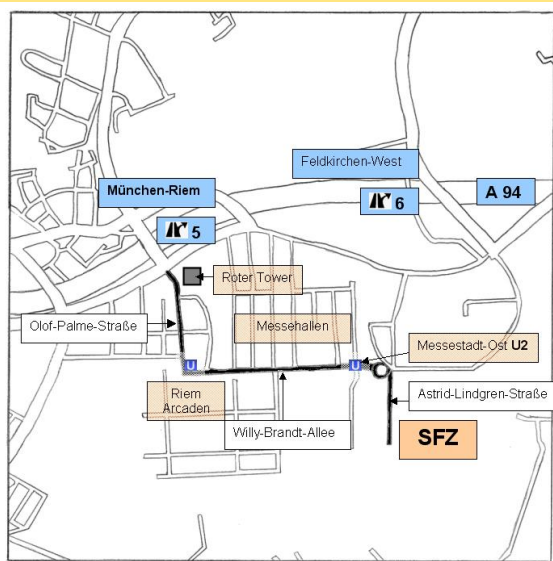 Feldkirchen-West
München-Riem
A 94
6
5
Roter Tower
Olof-Palme-Straße
Messehallen
Messestadt-Ost U2
U
U
Riem
Arcaden
Astrid-Lindgren-Straße
Willy-Brandt-Allee
SFZ